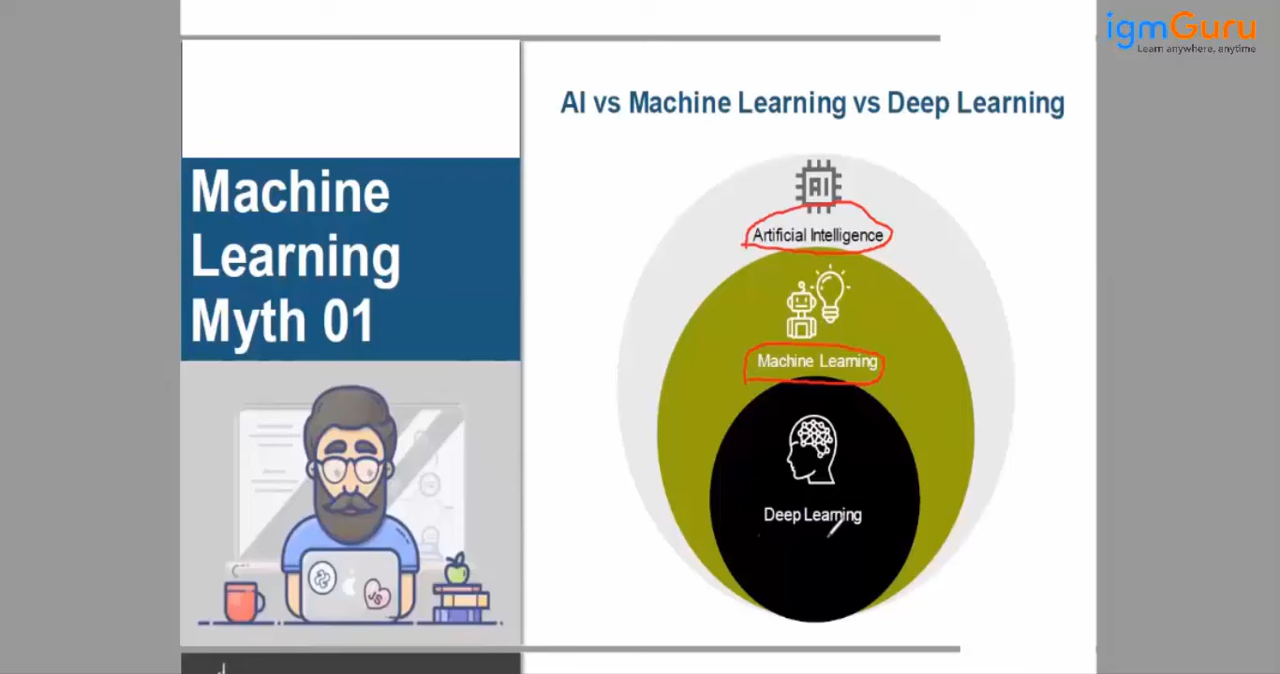 igmGuru
Learn anywhere, anytime
AI vs Machine Learning vs Deep Learning
Machine
Learning
Myth 01
AI
Artificial Intelligence
Machine Learning
Deep Learning
JS